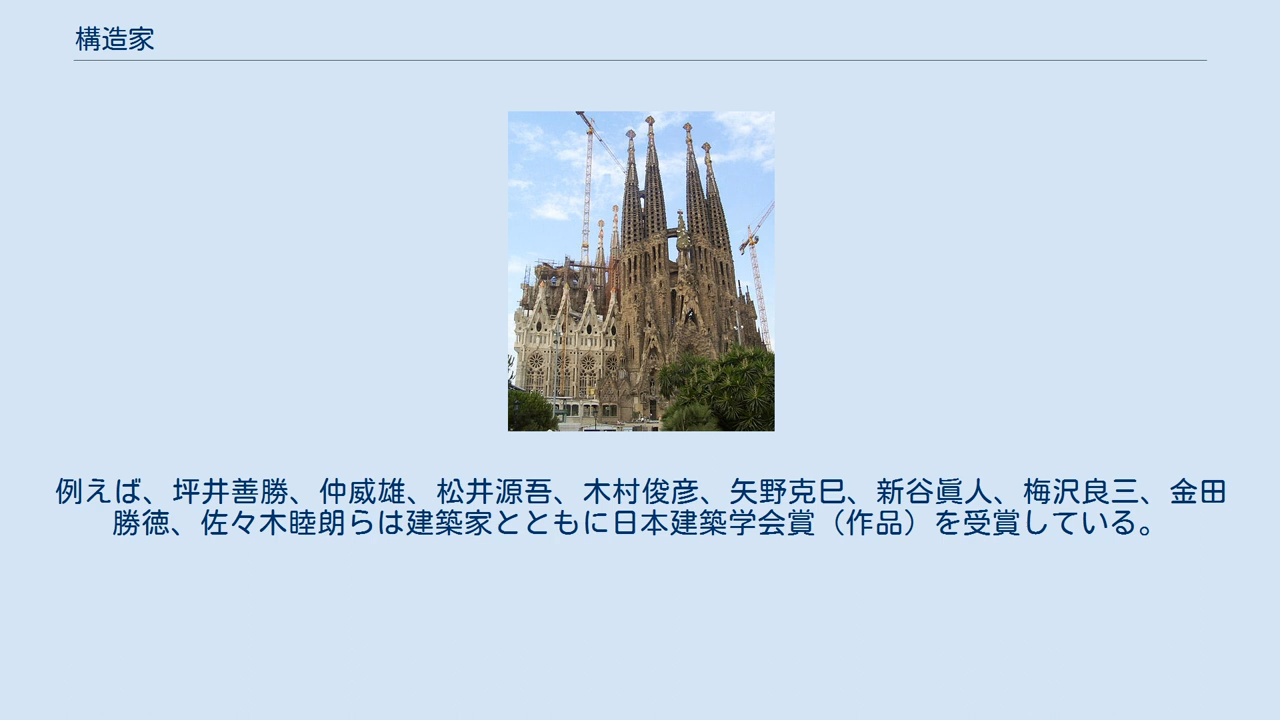 構造家
例えば、坪井善勝、仲威雄、松井源吾、木村俊彦、矢野克巳、新谷眞人、梅沢良三、金田
勝徳、佐々木睦朗らは建築家とともに日本建築学会賞（作品）を受賞している。